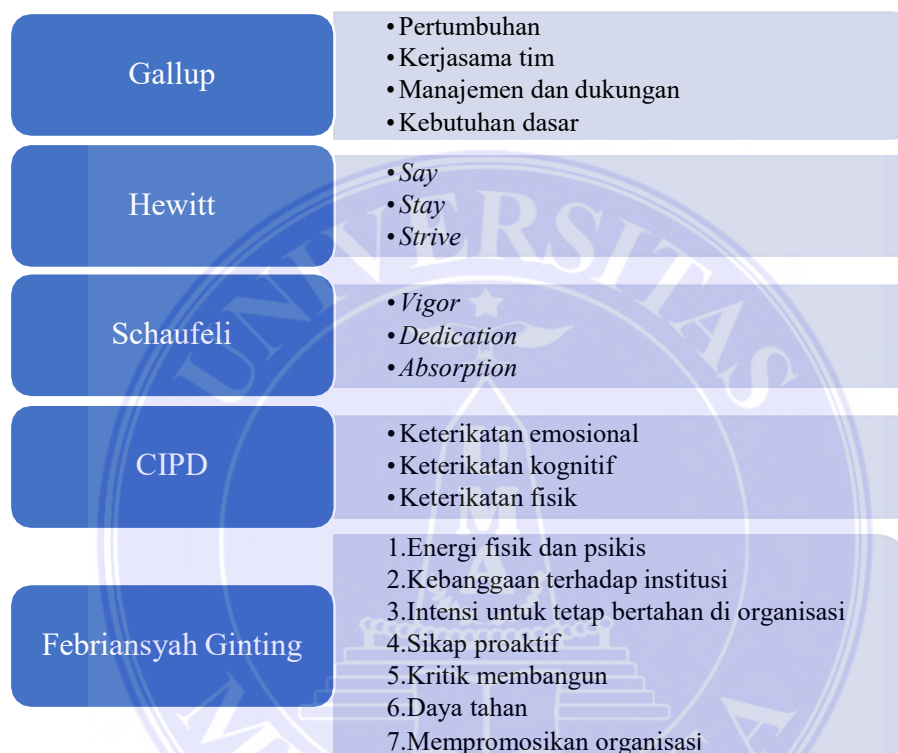 Gallup
•Pertumbuhan
•Kerjasama tim
•Manajemen dan dukungan
•Kebutuhan dasar
Hewitt
•Say
•Stay
•Strive
Schaufeli
•Vigor
•Dedication
•Absorption
CIPD
•Keterikatan emosional
•Keterikatan kognitif
•Keterikatan fisik
Febriansyah Ginting
1.Energi fisik dan psikis
2.Kebanggaan terhadap institusi
3.Intensi untuk tetap bertahan di organisasi
4.Sikap proaktif
5.Kritik membangun
6.Daya tahan
7.Mempromosikan organisasi
UNIVERSITAS
UMA